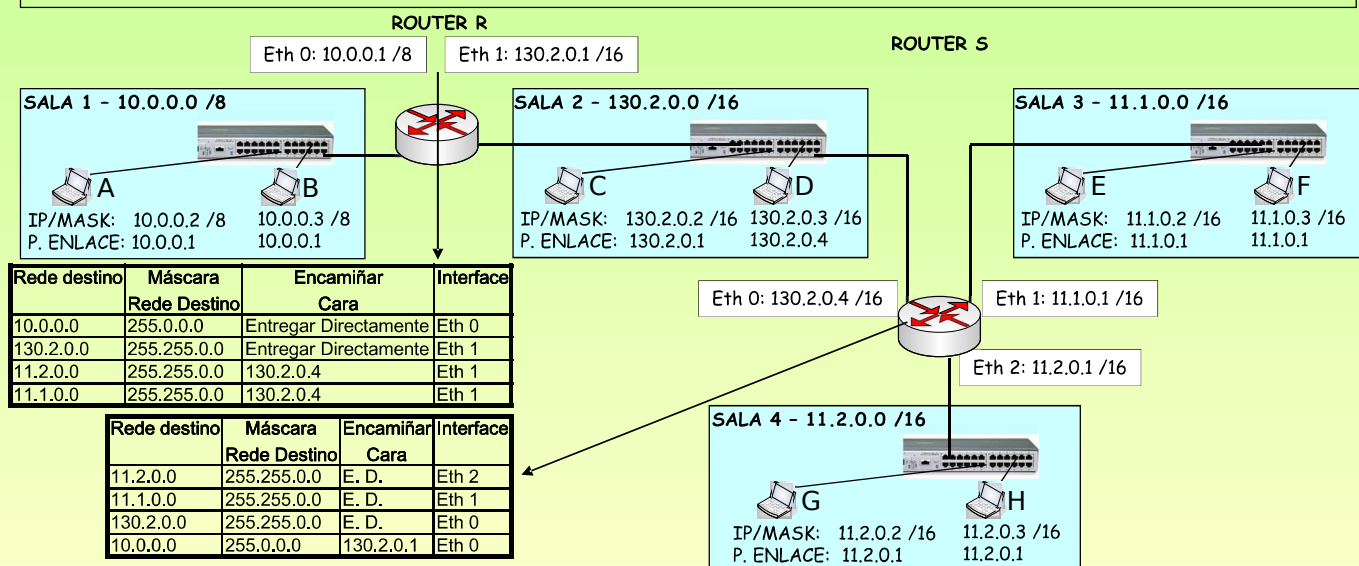 ROUTER R
Eth 0: 10.0.0.1 /8
Eth 1: 130.2.0.1 /16
ROUTER S
SALA 1 - 10.0.0.0 /8
A
B
IP/MASK: 10.0.0.2 /8 10.0.0.3 /8
P. ENLACE: 10.0.0.1 10.0.0.1
SALA 2 - 130.2.0.0 /16
C
D
IP/MASK: 130.2.0.2 /16 130.2.0.3 /16
P. ENLACE: 130.2.0.1 130.2.0.4
SALA 3 - 11.1.0.0 /16
E
F
IP/MASK: 11.1.0.2 /16 11.1.0.3 /16
P. ENLACE: 11.1.0.1 11.1.0.1
Rede destino Máscara Encamiñar Interface
Rede Destino Cara
10.0.0.0 255.0.0.0 Entregar Directamente Eth 0
130.2.0.0 255.255.0.0 Entregar Directamente Eth 1
11.2.0.0 255.255.0.0 130.2.0.4 Eth 1
11.1.0.0 255.255.0.0 130.2.0.4 Eth 1
Eth 0: 130.2.0.4 /16
Eth 1: 11.1.0.1 /16
Eth 2: 11.2.0.1 /16
Rede destino Máscara Encamiñar Interface
Rede Destino Cara
11.2.0.0 255.255.0.0 E. D. Eth 2
11.1.0.0 255.255.0.0 E. D. Eth 1
130.2.0.0 255.255.0.0 E. D. Eth 0
10.0.0.0 255.0.0.0 130.2.0.1 Eth 0
SALA 4 - 11.2.0.0 /16
G
H
IP/MASK: 11.2.0.2 /16 11.2.0.3 /16
P. ENLACE: 11.2.0.1 11.2.0.1